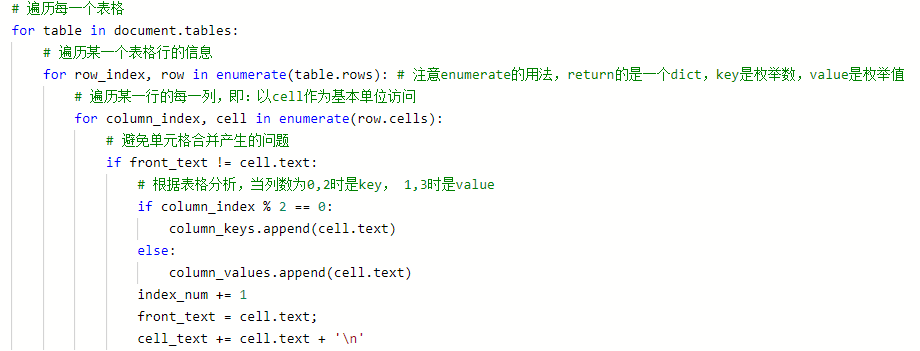 # 遍历每一个表格
for table in document.tables:
    # 遍历某一个表格行的信息
    for row_index, row in enumerate(table.rows): # 注意enumerate的用法，return的是一个dict，key是枚举数，value是枚举值
        # 遍历某一行的每一列，即：以cell作为基本单位访问
        for column_index, cell in enumerate(row.cells):
            # 避免单元格合并产生的问题
            if front_text != cell.text:
                # 根据表格分析，当列数为0,2时是key， 1,3时是value
                if column_index % 2 == 0:
                    column_keys.append(cell.text)
                else:
                    column_values.append(cell.text)
                index_num += 1
                front_text = cell.text;
                cell_text += cell.text + '\n'